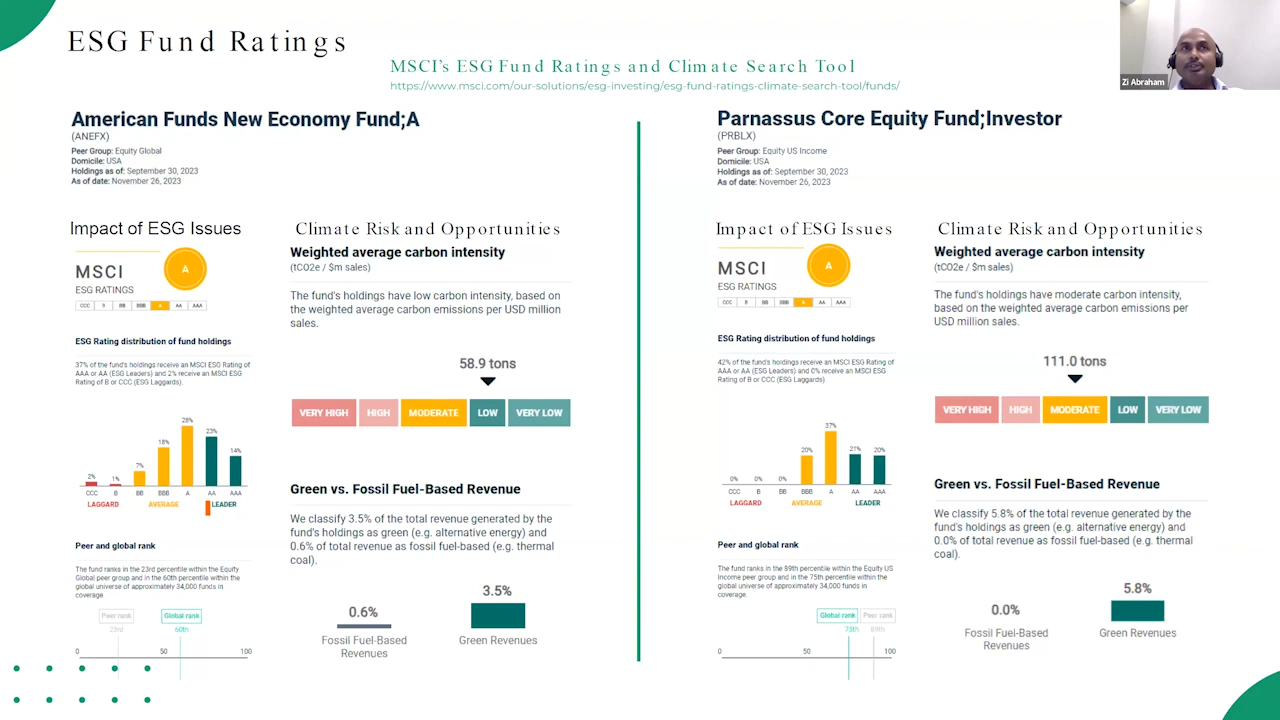 ESG Fund Ratings
MSCI's ESG Fund Ratings and Climate Search Tool
https://www.msci.com/our-solutions/esg-investing/esg-fund-ratings-climate-search-tool/funds/
Zi Abraham
American Funds New Economy Fund;A
(ANEFX)
Peer Group: Equity Global
Domicile: USA
Holdings as of: September 30, 2023
As of date: November 26, 2023
Impact of ESG Issues
MSCI
ESG RATINGS
A
CCC B BB BBB A AA AAA
ESG Rating distribution of fund holdings
37% of the fund's holdings receive an MSCI ESG Rating of
AAA or AA (ESG Leaders) and 2% receive an MSCI ESG
Rating of B or CCC (ESG Laggards).
2% 1% 7% 18% 28% 23% 14%
CCC B BB BBB A AA AAA
LAGGARD AVERAGE LEADER
Peer and global rank
The fund ranks in the 23rd percentile within the Equity
Global peer group and in the 60th percentile within the
global universe of approximately 34,000 funds in
coverage.
Peer rank Global rank
23rd 60th
0 50 100
Climate Risk and Opportunities
Weighted average carbon intensity
(tCO2e / $m sales)
The fund's holdings have low carbon intensity, based on
the weighted average carbon emissions per USD million
sales.
58.9 tons
VERY HIGH HIGH MODERATE LOW VERY LOW
Green vs. Fossil Fuel-Based Revenue
We classify 3.5% of the total revenue generated by the
fund's holdings as green (e.g. alternative energy) and
0.6% of total revenue as fossil fuel-based (e.g. thermal
coal).
0.6% 3.5%
Fossil Fuel-Based Green Revenues
Revenues
Parnassus Core Equity Fund;Investor
(PRBLX)
Peer Group: Equity US Income
Domicile: USA
Holdings as of: September 30, 2023
As of date: November 26, 2023
Impact of ESG Issues
MSCI
ESG RATINGS
A
CCC B BB BBB A AA AAA
ESG Rating distribution of fund holdings
42% of the fund's holdings receive an MSCI ESG Rating of
AAA or AA (ESG Leaders) and 0% receive an MSCI ESG
Rating of B or CCC (ESG Laggards)
0% 0% 0% 20% 37% 21% 20%
CCC B BB BBB A AA AAA
LAGGARD AVERAGE LEADER
Peer and global rank
The fund ranks in the 89th percentile within the Equity US
Income peer group and in the 75th percentile within the
global universe of approximately 34,000 funds in
coverage.
Global rank Peer rank
75th 89th
0 50 100
Climate Risk and Opportunities
Weighted average carbon intensity
(tCO2e / $m sales)
The fund's holdings have moderate carbon intensity,
based on the weighted average carbon emissions per
USD million sales.
111.0 tons
VERY HIGH HIGH MODERATE LOW VERY LOW
Green vs. Fossil Fuel-Based Revenue
We classify 5.8% of the total revenue generated by the
fund's holdings as green (e.g. alternative energy) and
0.0% of total revenue as fossil fuel-based (e.g. thermal
coal).
0.0% 5.8%
Fossil Fuel-Based Green Revenues
Revenues